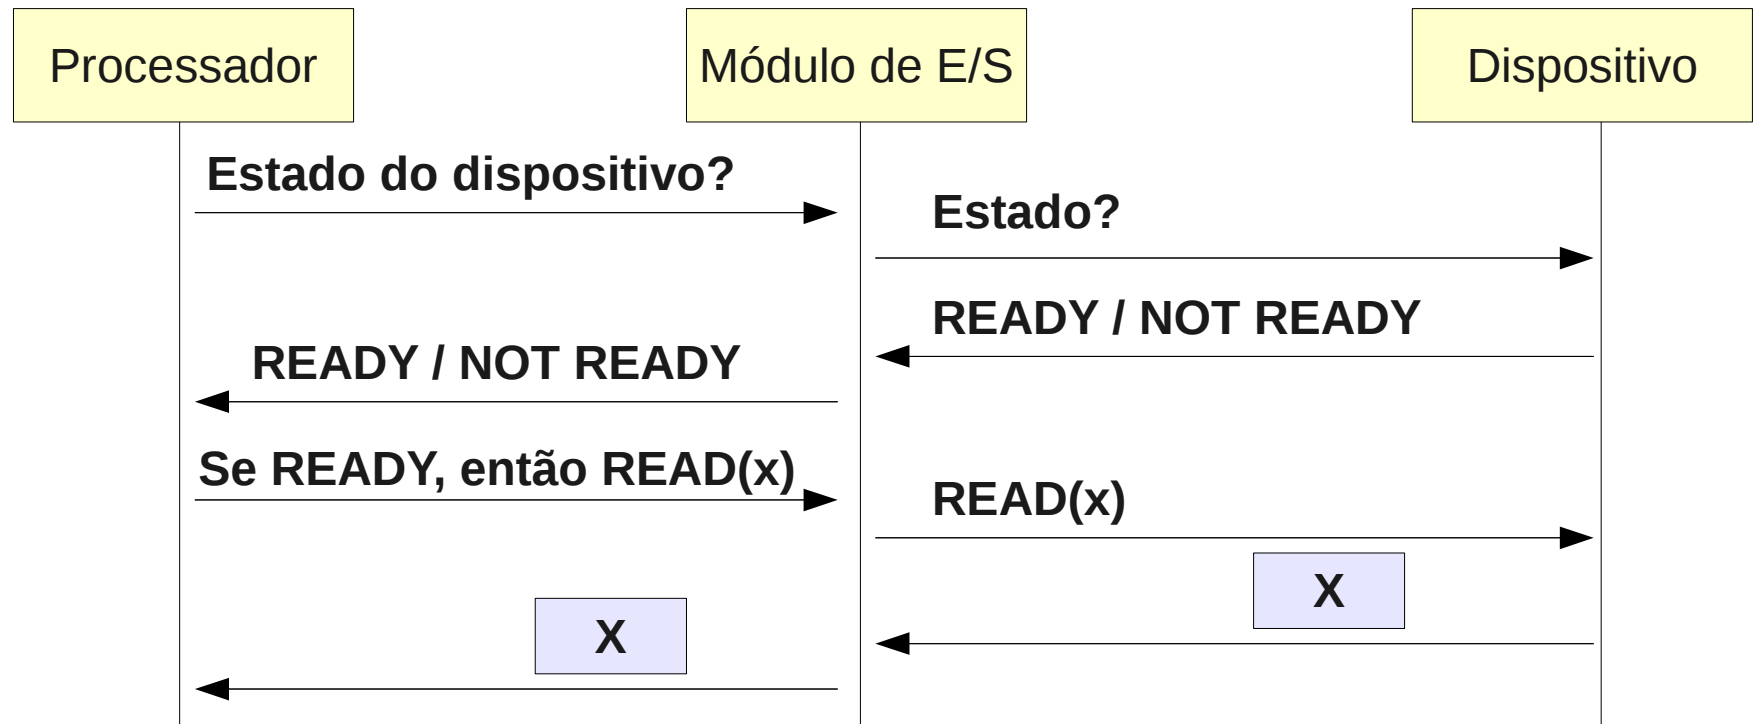 Processador
Módulo de E/S
Dispositivo
Estado do dispositivo?
Estado?
READY / NOT READY
READY / NOT READY
Se READY, então READ(x)
READ(x)
X
X